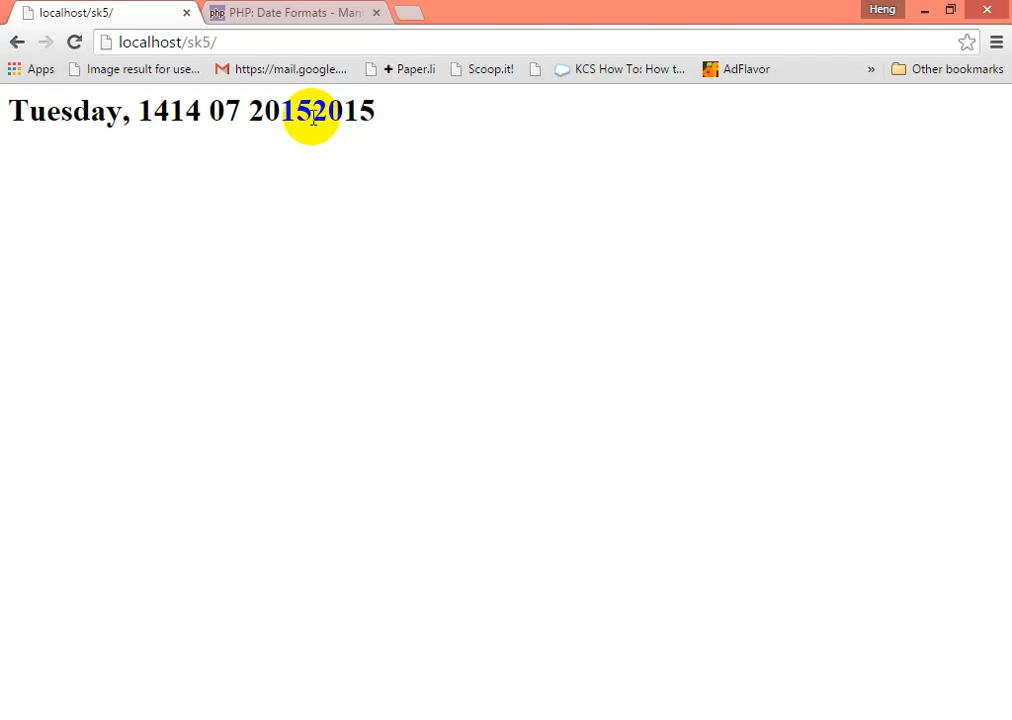 localhost/sk5/
PHP: Date Formats - Man
Heng
localhost/sk5/
Apps
Image result for use...
https://mail.google....
+ Paper.li
Scoop.it!
KCS How To: How t...
AdFlavor
»
Other bookmarks
Tuesday, 1414 07 20152015